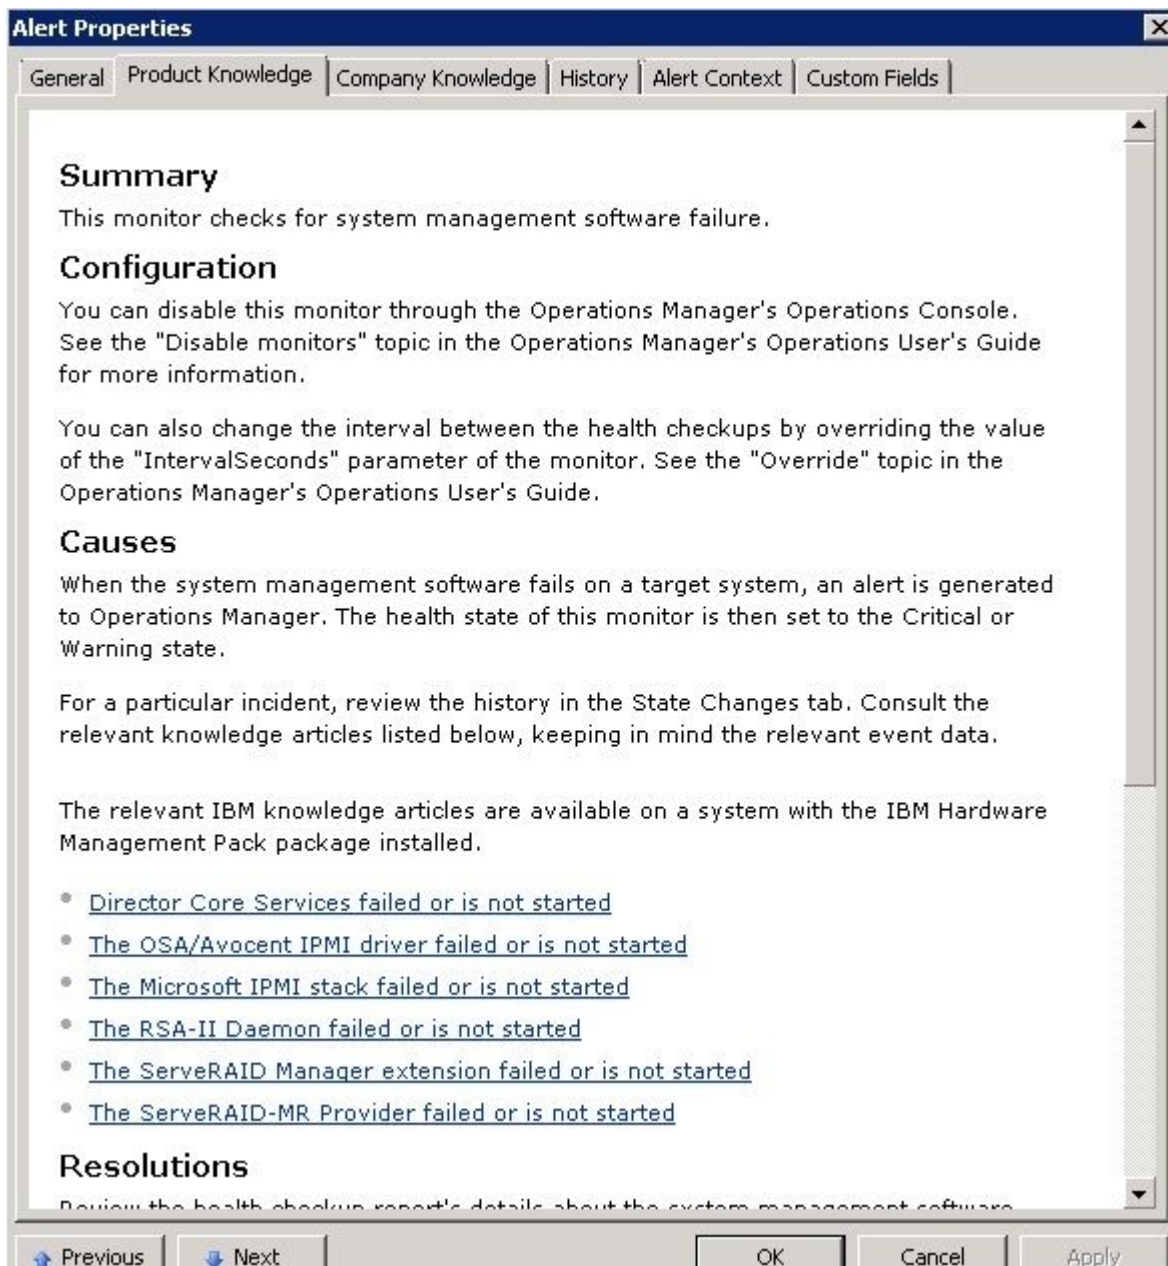 Alert Properties
General Product Knowledge Company Knowledge History Alert Context Custom Fields
Summary
This monitor checks for system management software failure.
Configuration
You can disable this monitor through the Operations Manager's Operations Console.
See the "Disable monitors" topic in the Operations Manager's Operations User's Guide
for more information.
You can also change the interval between the health checkups by overriding the value
of the "IntervalSeconds" parameter of the monitor. See the "Override" topic in the
Operations Manager's Operations User's Guide.
Causes
When the system management software fails on a target system, an alert is generated
to Operations Manager. The health state of this monitor is then set to the Critical or
Warning state.
For a particular incident, review the history in the State Changes tab. Consult the
relevant knowledge articles listed below, keeping in mind the relevant event data.
The relevant IBM knowledge articles are available on a system with the IBM Hardware
Management Pack package installed.
Director Core Services failed or is not started
The OSA/Avocent IPMI driver failed or is not started
The Microsoft IPMI stack failed or is not started
The RSA-II Daemon failed or is not started
The ServeRAID Manager extension failed or is not started
The ServeRAID-MR Provider failed or is not started
Resolutions
Review the health checkup report's details about the system management software
Previous Next OK Cancel Apply